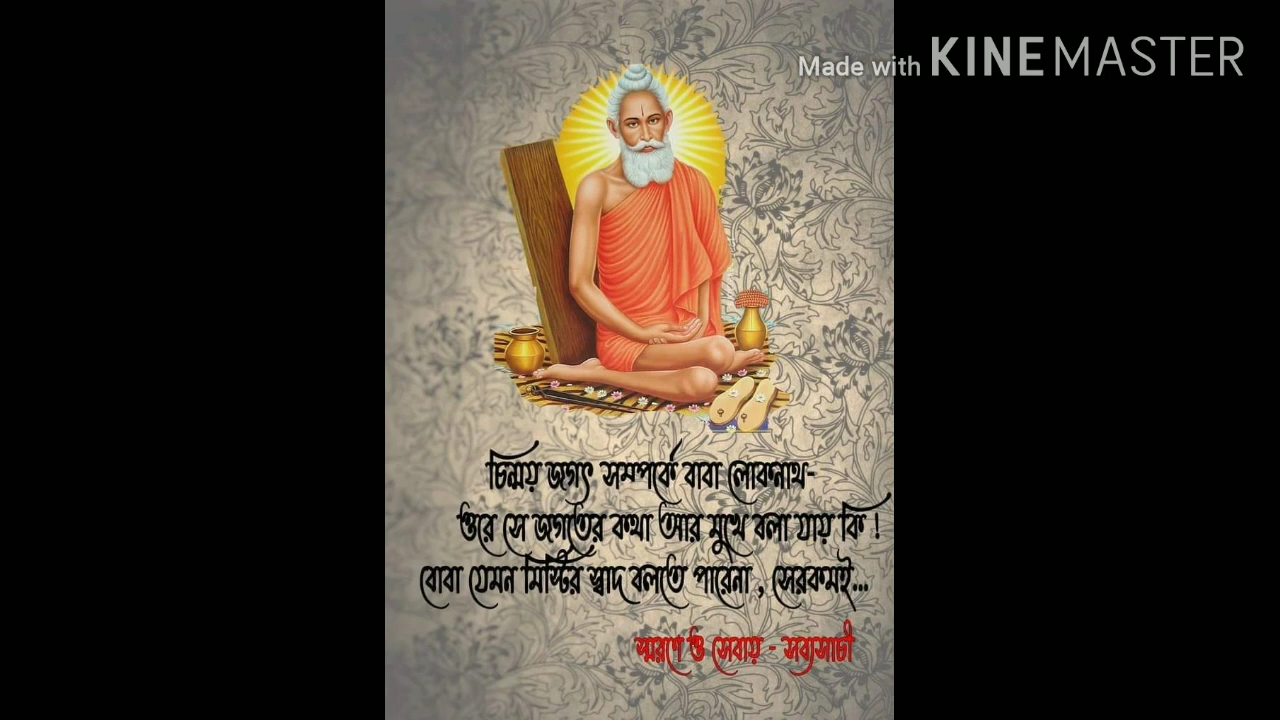 Made with KINEMASTER
চিন্ময় জগৎ সম্পর্কে বাবা লোকনাথ-
ওরে সে জগতের কথা আর মুখে বলা যায় কি !
বোবা যেমন মিস্টির স্বাদ বলতে পারেনা , সেরকমই...
স্মরণে ও সেবায় - সব্যসাচী